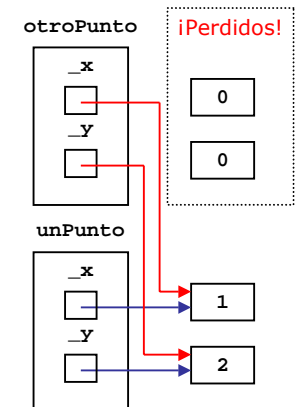 otroPunto
¡Perdidos!
_x
0
_y
0
unPunto
_x
1
_y
2